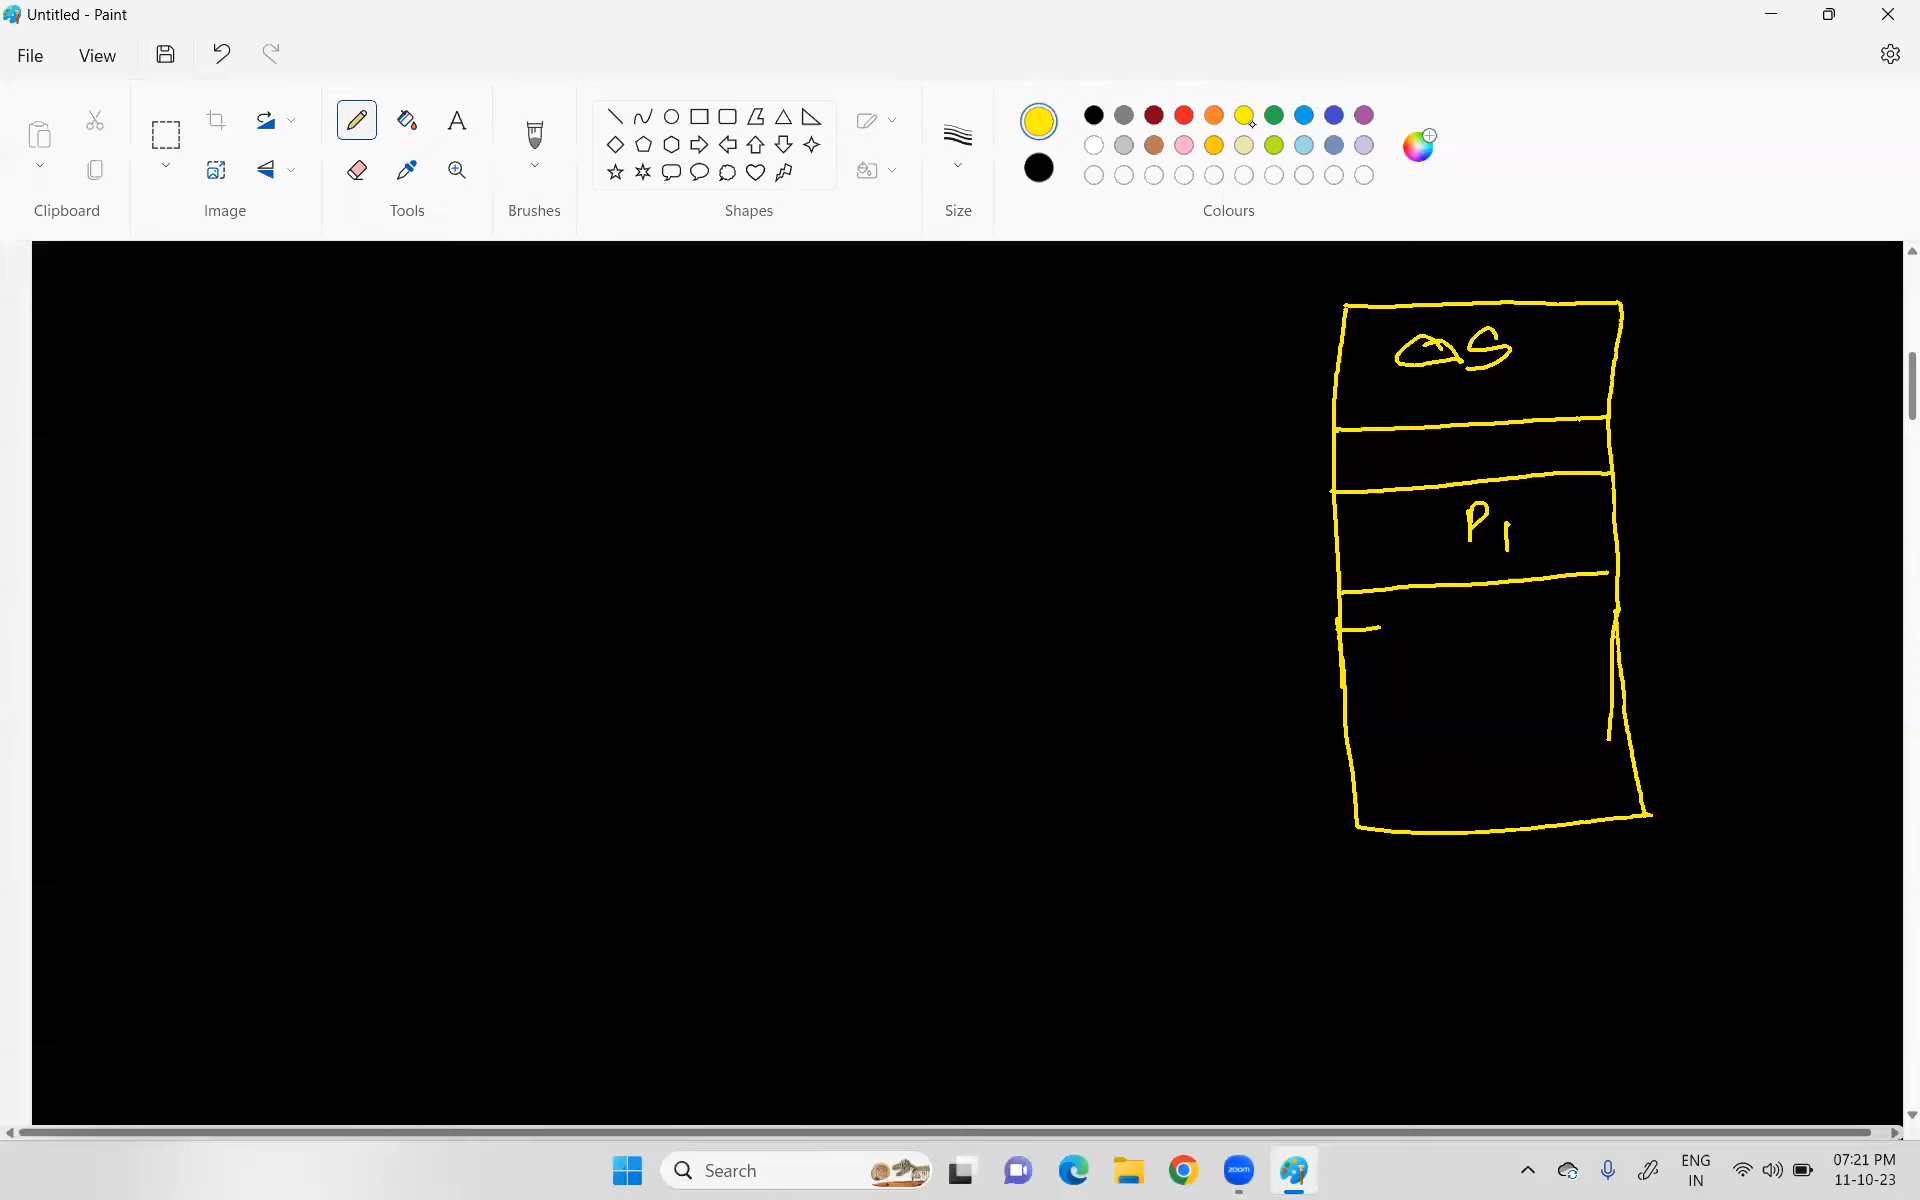 Untitled - Paint
File View
Clipboard Image Tools Brushes Shapes Size Colours
OS
P1
Search
zoom
ENG
IN
07:21 PM
11-10-23